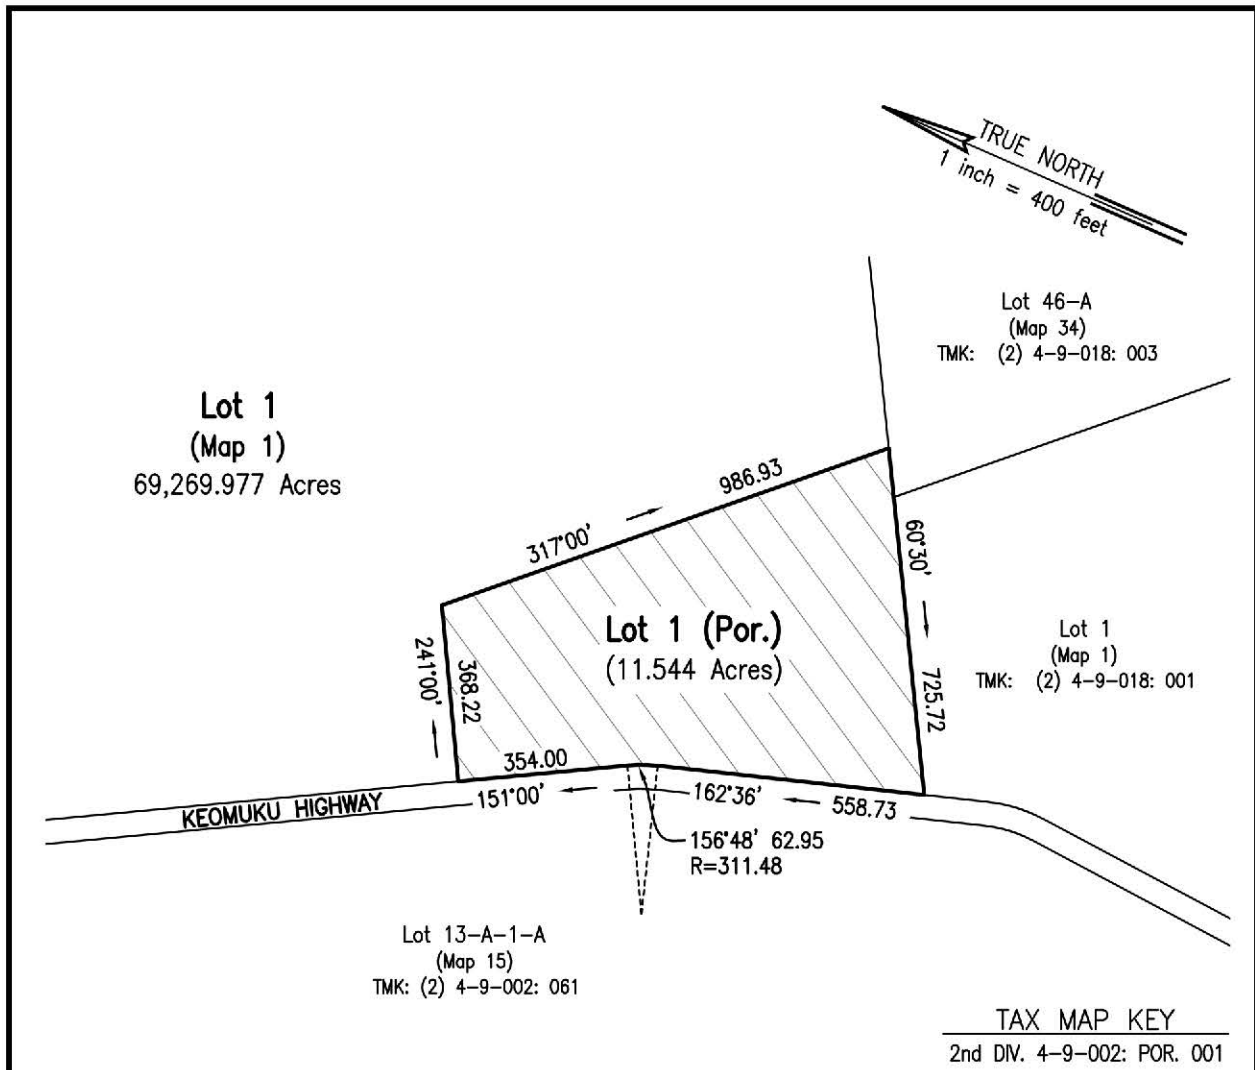 TRUE NORTH
1 inch = 400 feet
Lot 46-A
(Map 34)
TMK: (2) 4-9-018: 003
Lot 1
(Map 1)
69,269.977 Acres
986.93
317°00'
60°30'
725.72
Lot 1 (Por.)
(11.544 Acres)
Lot 1
(Map 1)
TMK: (2) 4-9-018: 001
241°00'
368.22
354.00
151°00'
162°36'
558.73
KEOMUKU HIGHWAY
156°48' 62.95
R=311.48
Lot 13-A-1-A
(Map 15)
TMK: (2) 4-9-002: 061
TAX MAP KEY
2nd DIV. 4-9-002: POR. 001